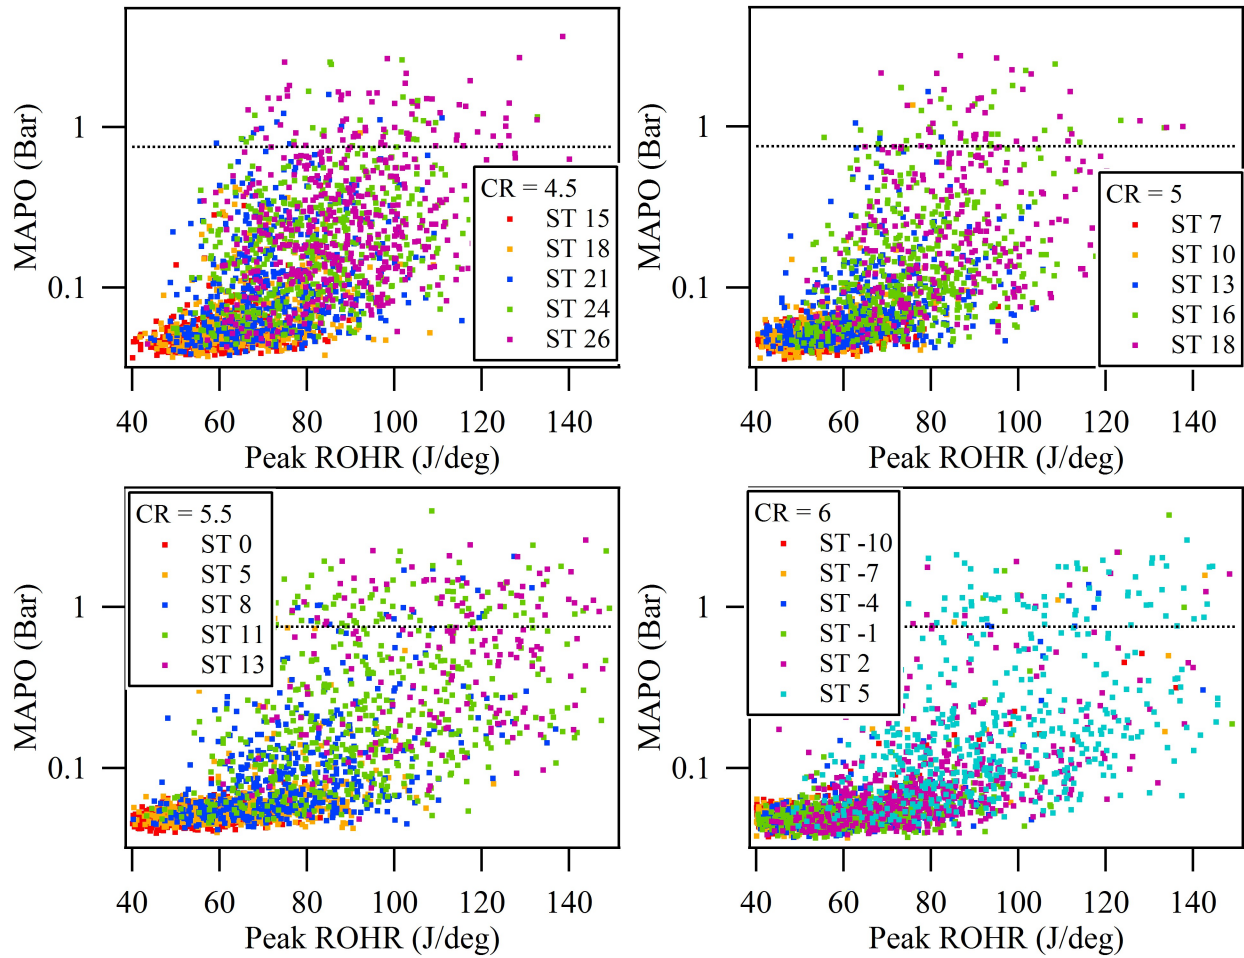 MAPO (Bar)
1
0.1
CR = 4.5
ST 15
ST 18
ST 21
ST 24
ST 26
40 60 80 100 120 140
Peak ROHR (J/deg)
MAPO (Bar)
1
0.1
CR = 5
ST 7
ST 10
ST 13
ST 16
ST 18
40 60 80 100 120 140
Peak ROHR (J/deg)
MAPO (Bar)
1
0.1
CR = 5.5
ST 0
ST 5
ST 8
ST 11
ST 13
40 60 80 100 120 140
Peak ROHR (J/deg)
MAPO (Bar)
1
0.1
CR = 6
ST -10
ST -7
ST -4
ST -1
ST 2
ST 5
40 60 80 100 120 140
Peak ROHR (J/deg)